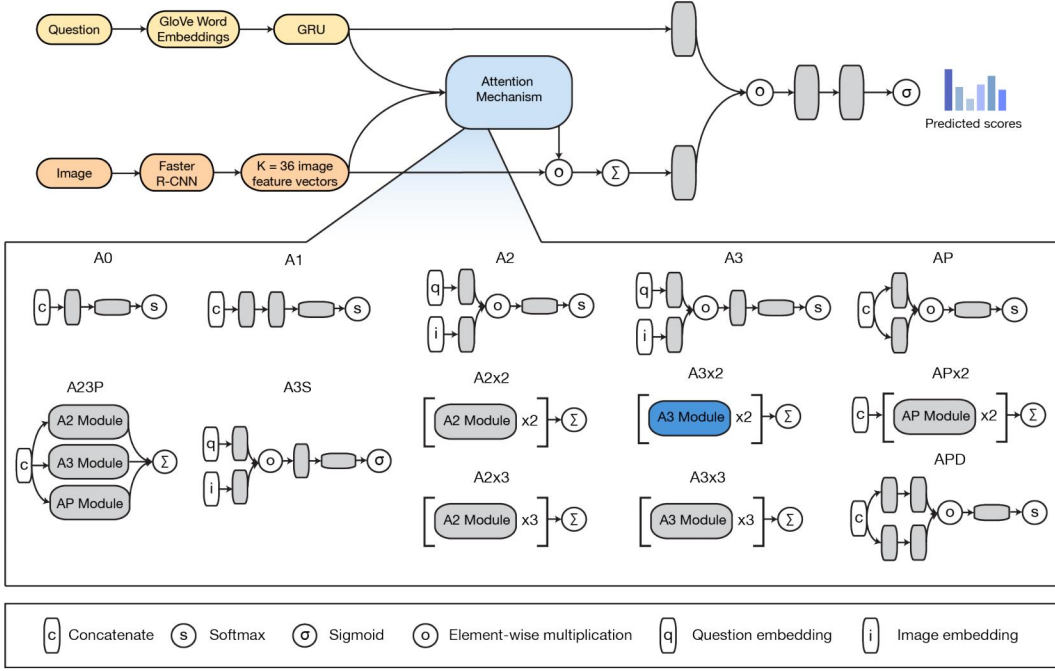 Question
GloVe Word
Embeddings
GRU
Attention
Mechanism
o
σ
Predicted scores
Image
Faster
R-CNN
K = 36 image
feature vectors
o
Σ
A0
A1
A2
A3
AP
c
s
c
s
q
i
o
s
q
i
o
s
c
o
s
A23P
A3S
A2x2
A3x2
APx2
c
A2 Module
A3 Module
AP Module
Σ
q
i
o
σ
[ A2 Module x2 ] Σ
[ A3 Module x2 ] Σ
c [ AP Module x2 ] Σ
A2x3
A3x3
APD
[ A2 Module x3 ] Σ
[ A3 Module x3 ] Σ
c
o
s
c Concatenate s Softmax σ Sigmoid o Element-wise multiplication q Question embedding i Image embedding